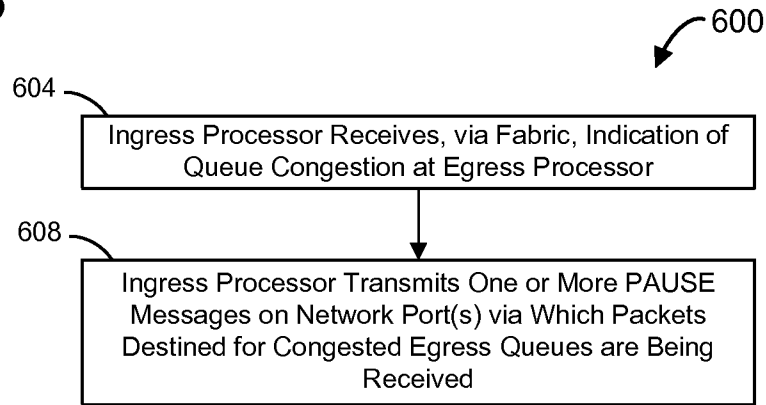 600
604
Ingress Processor Receives, via Fabric, Indication of
Queue Congestion at Egress Processor
608
Ingress Processor Transmits One or More PAUSE
Messages on Network Port(s) via Which Packets
Destined for Congested Egress Queues are Being
Received